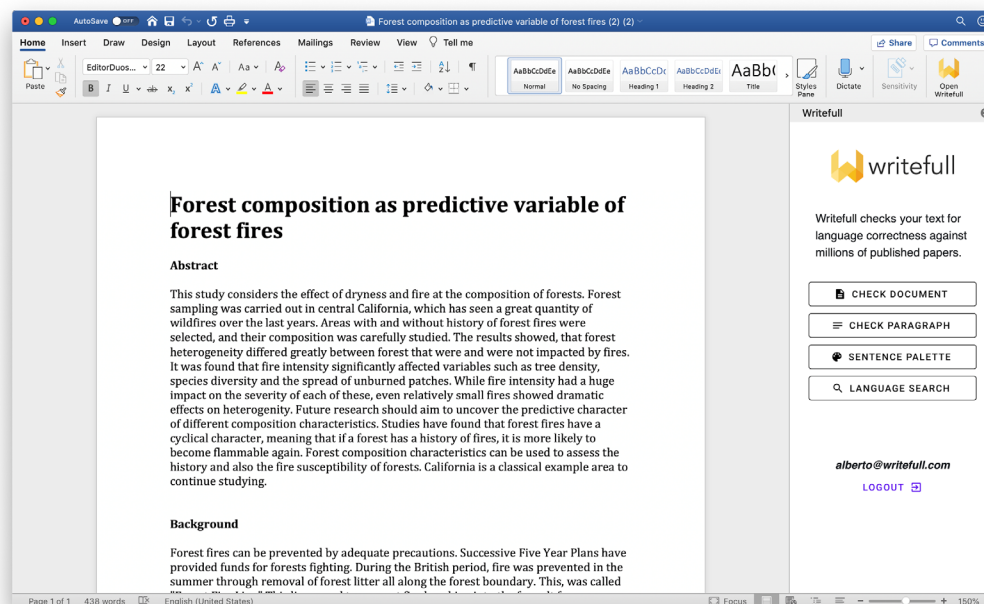 AutoSave OFF
Forest composition as predictive variable of forest fires (2) (2)
Home Insert Draw Design Layout References Mailings Review View Tell me
Share Comments
Paste
EditorDuos... 22
AaBbCcDdEe AaBbCcDdEe AaBbCcDc AaBbCcDdEe AaBb(
Normal No Spacing Heading 1 Heading 2 Title
Styles Pane
Dictate
Sensitivity
Open Writefull
Writefull
writefull
Writefull checks your text for
language correctness against
millions of published papers.
CHECK DOCUMENT
CHECK PARAGRAPH
SENTENCE PALETTE
LANGUAGE SEARCH
alberto@writefull.com
LOGOUT
Forest composition as predictive variable of
forest fires
Abstract
This study considers the effect of dryness and fire at the composition of forests. Forest
sampling was carried out in central California, which has seen a great quantity of
wildfires over the last years. Areas with and without history of forest fires were
selected, and their composition was carefully studied. The results showed, that forest
heterogeneity differed greatly between forest that were and were not impacted by fires.
It was found that fire intensity significantly affected variables such as tree density,
species diversity and the spread of unburned patches. While fire intensity had a huge
impact on the severity of each of these, even relatively small fires showed dramatic
effects on heterogenity. Future research should aim to uncover the predictive character
of different composition characteristics. Studies have found that forest fires have a
cyclical character, meaning that if a forest has a history of fires, it is more likely to
become flammable again. Forest composition characteristics can be used to assess the
history and also the fire susceptibility of forests. California is a classical example area to
continue studying.
Background
Forest fires can be prevented by adequate precautions. Successive Five Year Plans have
provided funds for forests fighting. During the British period, fire was prevented in the
summer through removal of forest litter all along the forest boundary. This, was called
Page 1 of 1 438 words English (United States)
Focus 150%